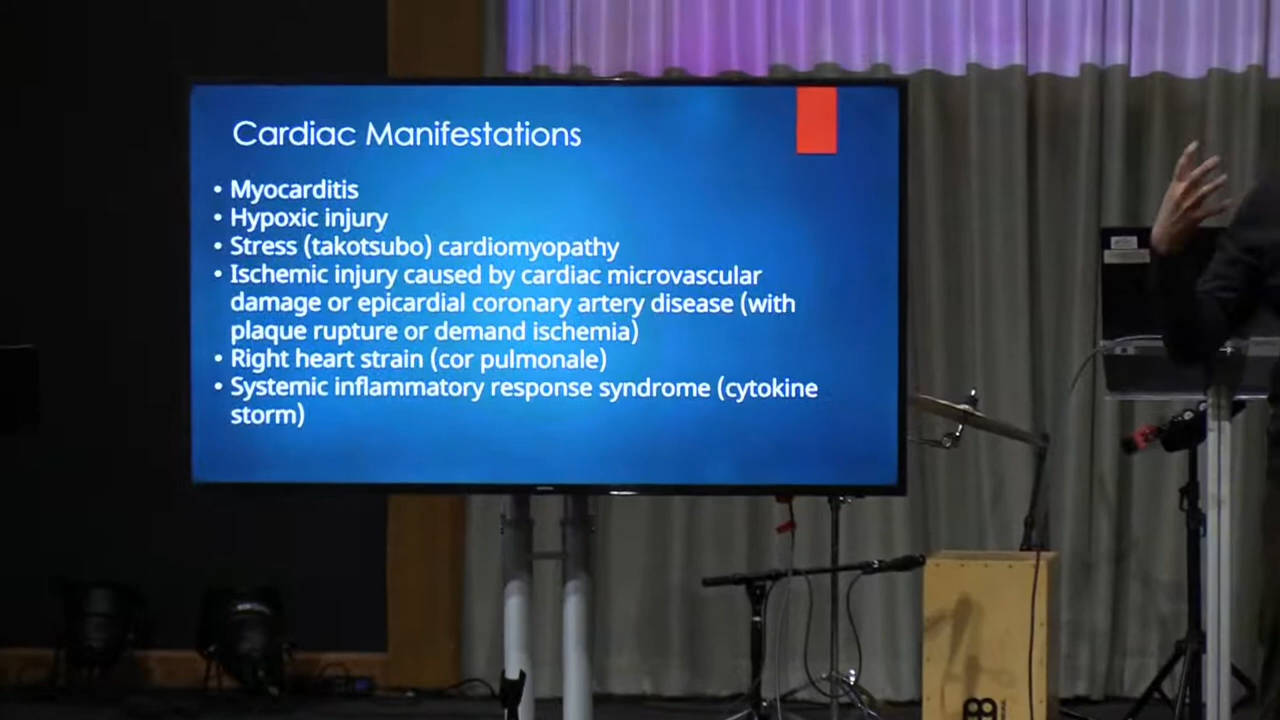 Cardiac Manifestations
• Myocarditis
• Hypoxic injury
• Stress (takotsubo) cardiomyopathy
• Ischemic injury caused by cardiac microvascular
damage or epicardial coronary artery disease (with
plaque rupture or demand ischemia)
• Right heart strain (cor pulmonale)
• Systemic inflammatory response syndrome (cytokine
storm)